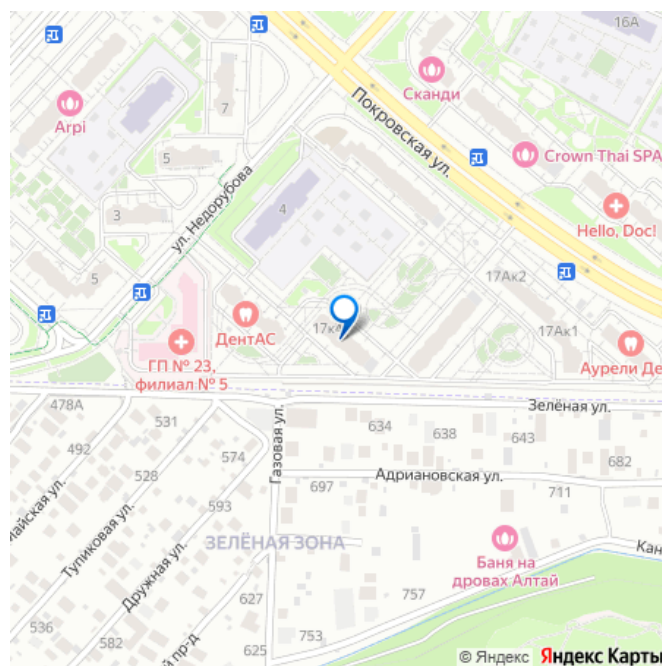 16А
Сканди
Arpi
7
Покровская ул.
Crown Thai SPA
5
ул. Недорубова
3
4
Hello, Doc!
5
17Ак2
ДентАС
17Ак1
ГП № 23,
филиал № 5
Аурели Де
478А
531
634
638
643
Зелёная ул.
492
574
Газовая ул.
682
528
697
Адриановская ул.
711
593
Тупиковая ул.
Дружная ул.
ЗЕЛЁНАЯ ЗОНА
Баня на
дровах Алтай
Кан
627
757
536
582
й пр-д
625
753
© Яндекс Яндекс Карты